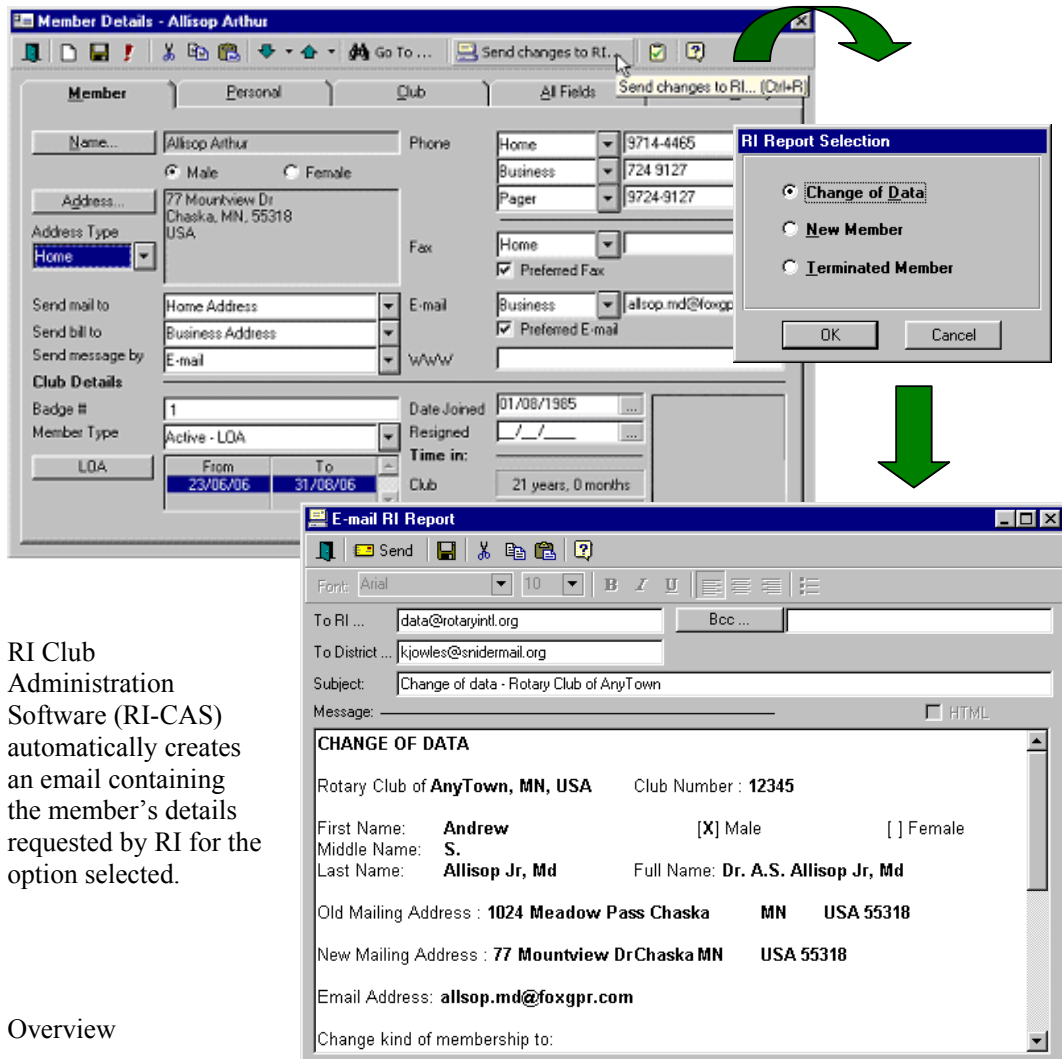 Member Details - Allisop Arthur
Go To ... Send changes to RI...
Send changes to RI... (Ctrl+R)
Member Personal Club All Fields
Name... Allisop Arthur
Male Female
Address... 77 Mountview Dr
Chaska, MN, 55318
USA
Address Type
Home
Send mail to Home Address
Send bill to Business Address
Send message by E-mail
Phone Home 9714-4465
Business 724 9127
Pager 9724-9127
Fax Home
Preferred Fax
E-mail Business allsop.md@foxgp
Preferred E-mail
WWW
Club Details
Badge # 1
Member Type Active - LOA
LOA From To
23/06/06 31/08/06
Date Joined 01/08/1985 ...
Resigned _/_/____ ...
Time in:
Club 21 years, 0 months
RI Report Selection
Change of Data
New Member
Terminated Member
OK Cancel
E-mail RI Report
Send
Font: Arial 10 B I U
To RI ... data@rotaryintl.org Bcc ...
To District ... kjowles@snidermail.org
Subject: Change of data - Rotary Club of AnyTown
Message: HTML
CHANGE OF DATA
Rotary Club of AnyTown, MN, USA Club Number : 12345
First Name: Andrew [X] Male [ ] Female
Middle Name: S.
Last Name: Allisop Jr, Md Full Name: Dr. A.S. Allisop Jr, Md
Old Mailing Address : 1024 Meadow Pass Chaska MN USA 55318
New Mailing Address : 77 Mountview DrChaska MN USA 55318
Email Address: allsop.md@foxgpr.com
Change kind of membership to:
RI Club
Administration
Software (RI-CAS)
automatically creates
an email containing
the member’s details
requested by RI for the
option selected.
Overview